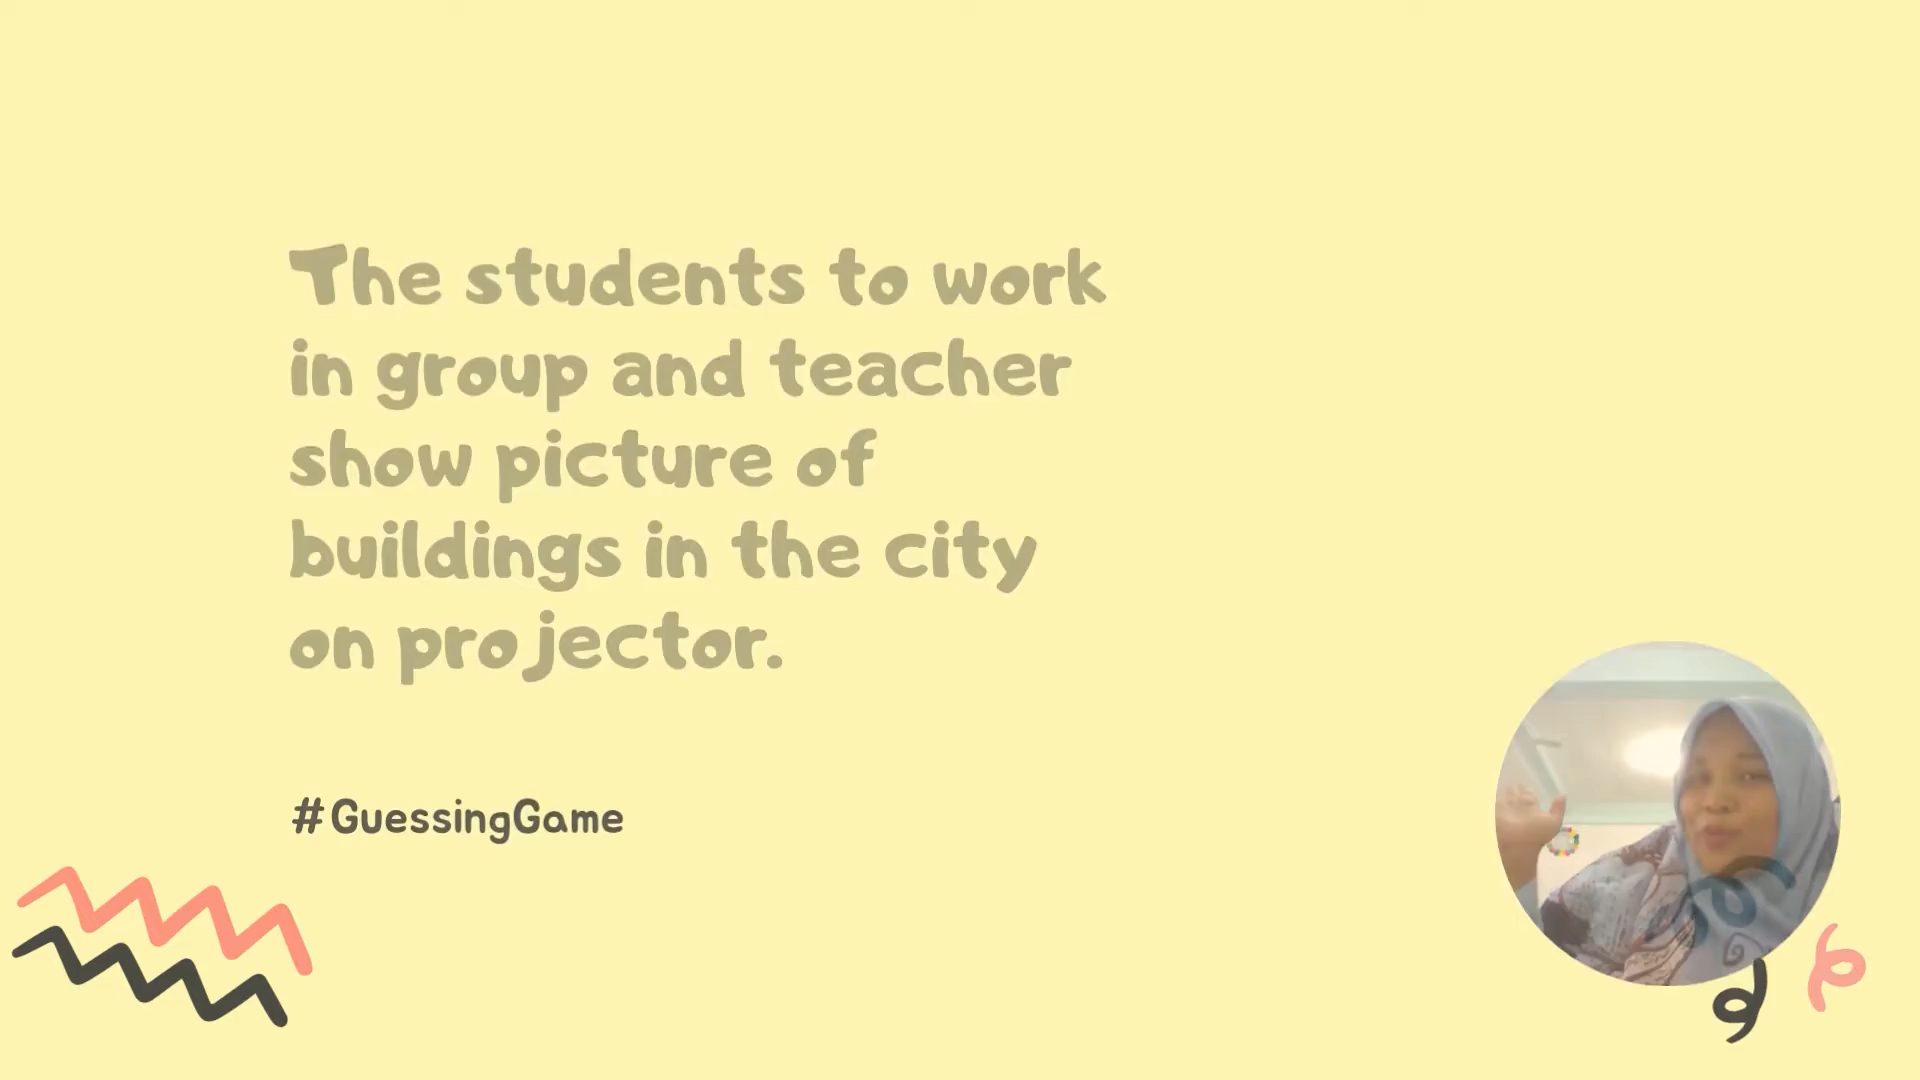 The students to work
in group and teacher
show picture of
buildings in the city
on projector.
#GuessingGame